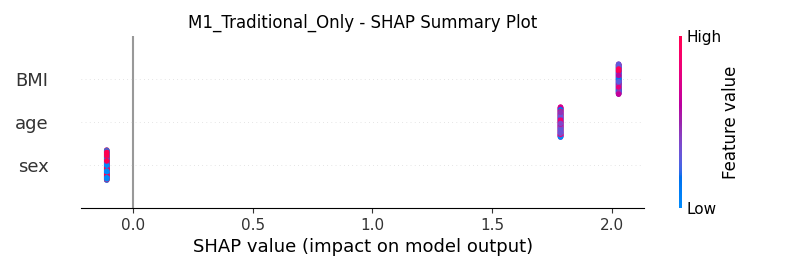 M1_Traditional_Only - SHAP Summary Plot
High
BMI
age
sex
Feature value
Low
0.0 0.5 1.0 1.5 2.0
SHAP value (impact on model output)